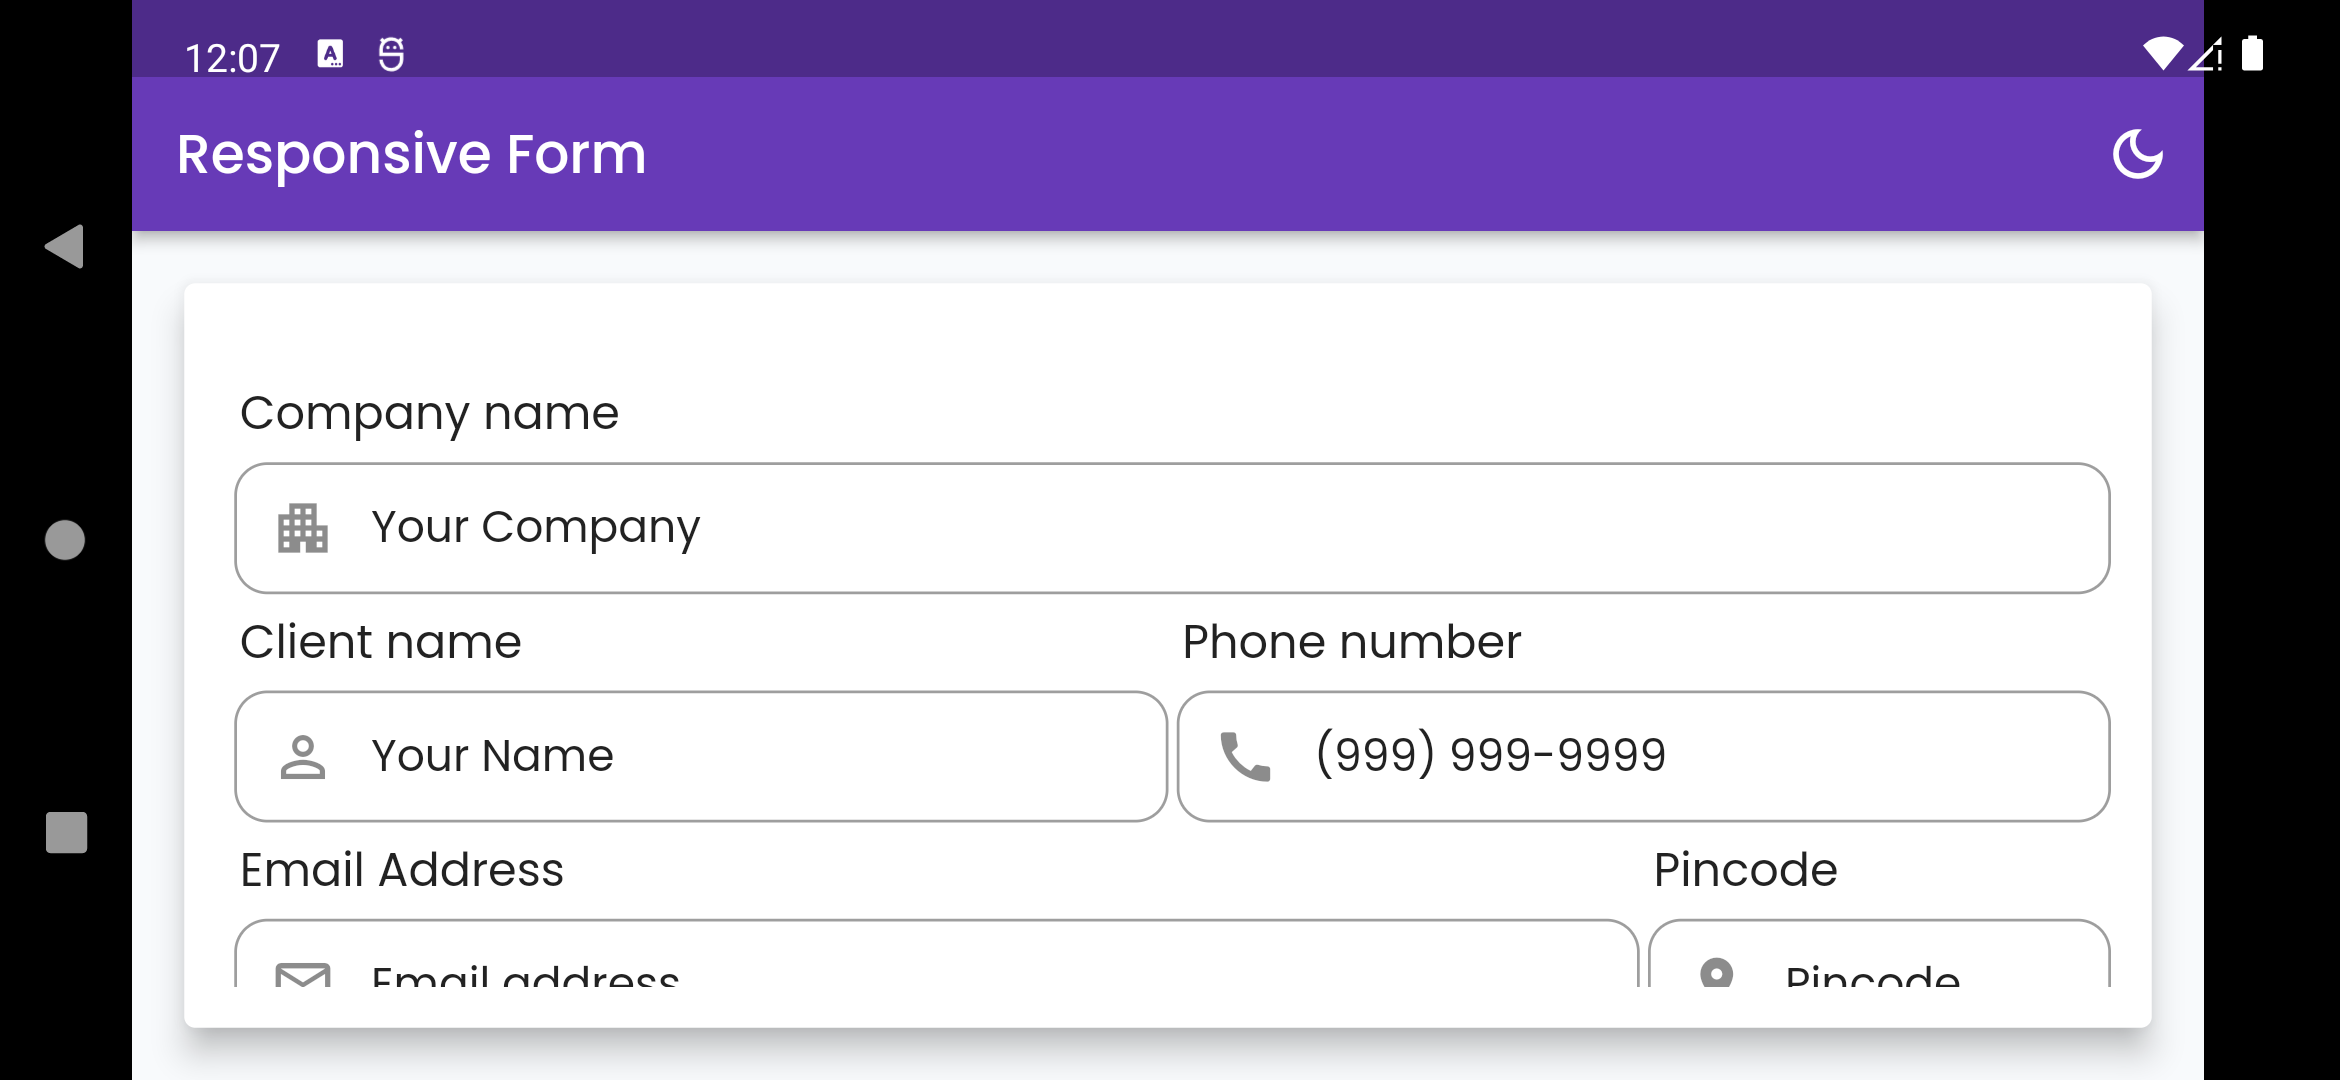 12:07
Responsive Form
Company name
Your Company
Client name
Phone number
Your Name
(999) 999-9999
Email Address
Pincode
Email address
Pincode